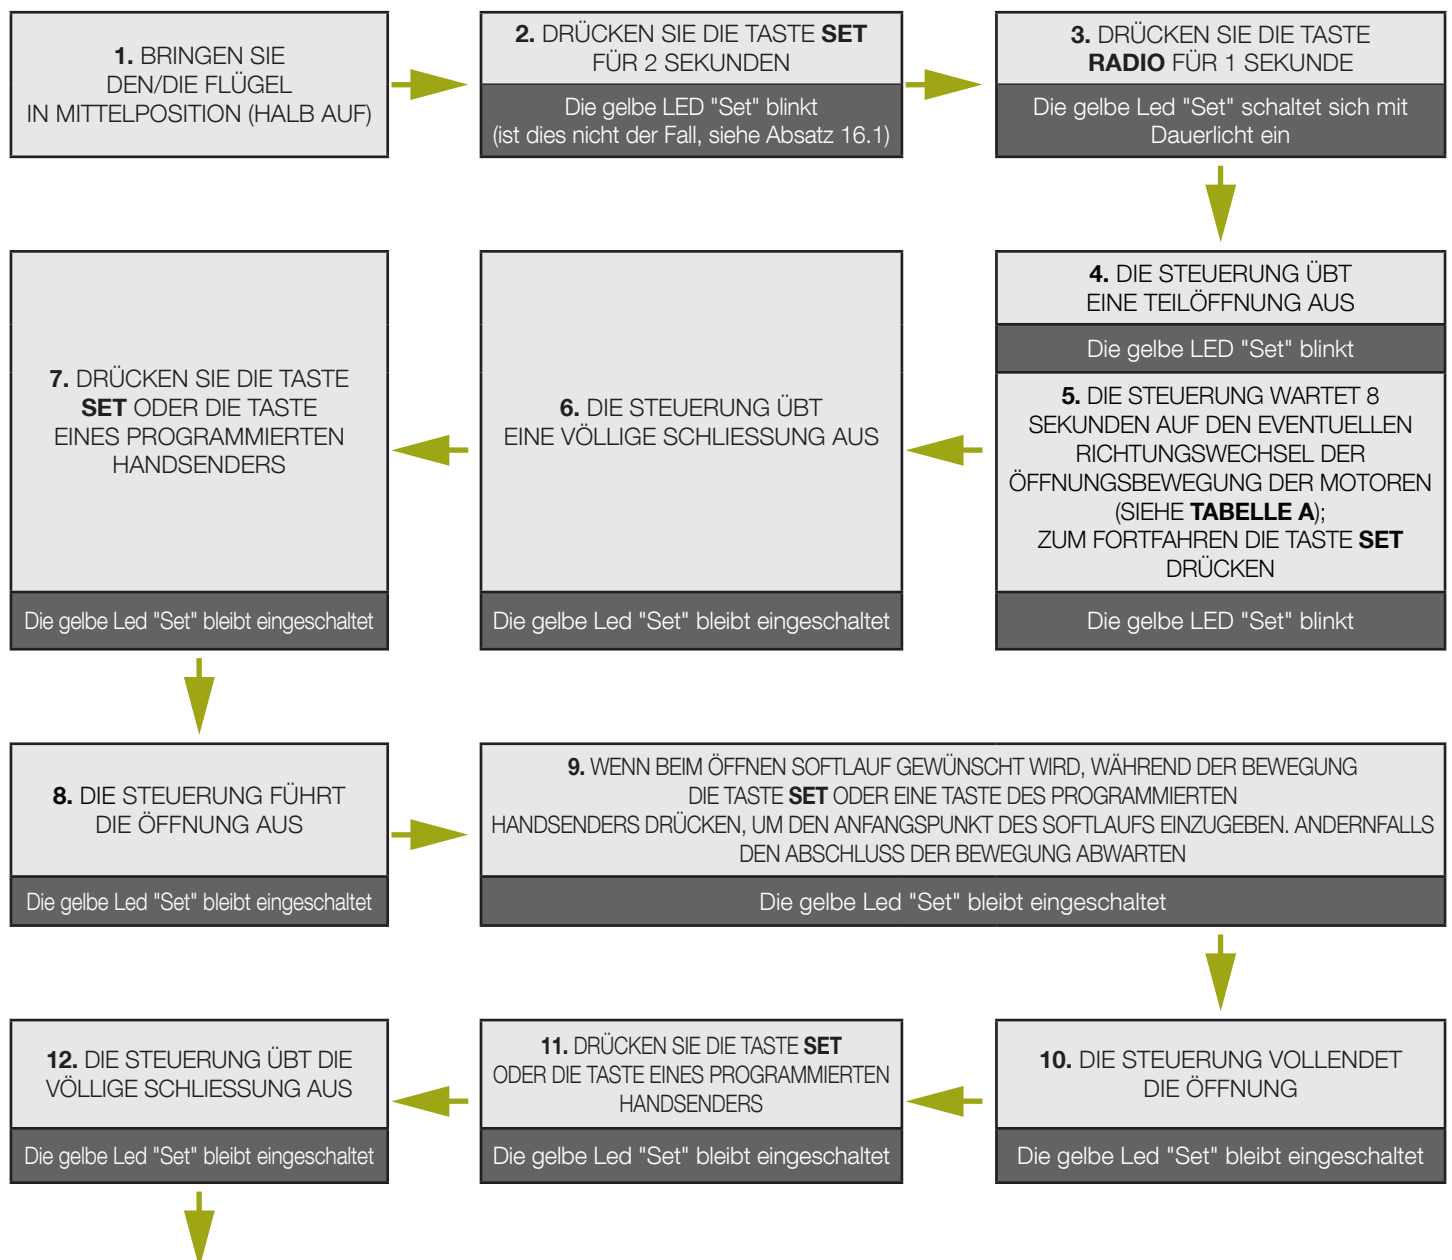 1. BRINGEN SIE
DEN/DIE FLÜGEL
IN MITTELPOSITION (HALB AUF)
2. DRÜCKEN SIE DIE TASTE SET
FÜR 2 SEKUNDEN
Die gelbe LED "Set" blinkt
(ist dies nicht der Fall, siehe Absatz 16.1)
3. DRÜCKEN SIE DIE TASTE
RADIO FÜR 1 SEKUNDE
Die gelbe Led "Set" schaltet sich mit
Dauerlicht ein
4. DIE STEUERUNG ÜBT
EINE TEILÖFFNUNG AUS
Die gelbe LED "Set" blinkt
5. DIE STEUERUNG WARTET 8
SEKUNDEN AUF DEN EVENTUELLEN
RICHTUNGSWECHSEL DER
ÖFFNUNGSBEWEGUNG DER MOTOREN
(SIEHE TABELLE A);
ZUM FORTFAHREN DIE TASTE SET
DRÜCKEN
Die gelbe LED "Set" blinkt
6. DIE STEUERUNG ÜBT
EINE VÖLLIGE SCHLIESSUNG AUS
Die gelbe Led "Set" bleibt eingeschaltet
7. DRÜCKEN SIE DIE TASTE
SET ODER DIE TASTE
EINES PROGRAMMIERTEN
HANDSENDERS
Die gelbe Led "Set" bleibt eingeschaltet
8. DIE STEUERUNG FÜHRT
DIE ÖFFNUNG AUS
Die gelbe Led "Set" bleibt eingeschaltet
9. WENN BEIM ÖFFNEN SOFTLAUF GEWÜNSCHT WIRD, WÄHREND DER BEWEGUNG
DIE TASTE SET ODER EINE TASTE DES PROGRAMMIERTEN
HANDSENDERS DRÜCKEN, UM DEN ANFANGSPUNKT DES SOFTLAUFS EINZUGEBEN. ANDERNFALLS
DEN ABSCHLUSS DER BEWEGUNG ABWARTEN
Die gelbe Led "Set" bleibt eingeschaltet
10. DIE STEUERUNG VOLLENDET
DIE ÖFFNUNG
Die gelbe Led "Set" bleibt eingeschaltet
11. DRÜCKEN SIE DIE TASTE SET
ODER DIE TASTE EINES PROGRAMMIERTEN
HANDSENDERS
Die gelbe Led "Set" bleibt eingeschaltet
12. DIE STEUERUNG ÜBT DIE
VÖLLIGE SCHLIESSUNG AUS
Die gelbe Led "Set" bleibt eingeschaltet